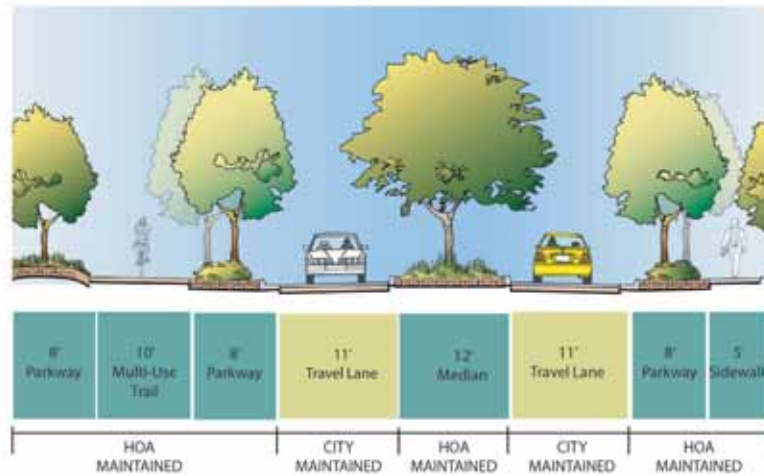 8'
Parkway
10'
Multi-Use
Trail
8'
Parkway
11'
Travel Lane
12'
Median
11'
Travel Lane
8'
Parkway
5'
Sidewalk
HOA
MAINTAINED
CITY
MAINTAINED
HOA
MAINTAINED
CITY
MAINTAINED
HOA
MAINTAINED